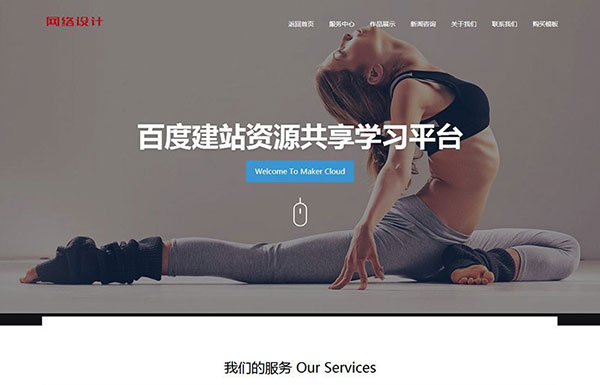 网络设计
返回首页 服务中心 作品展示 新闻咨询 关于我们 联系我们 购买模板
百度建站资源共享学习平台
Welcome To Maker Cloud
我们的服务 Our Services